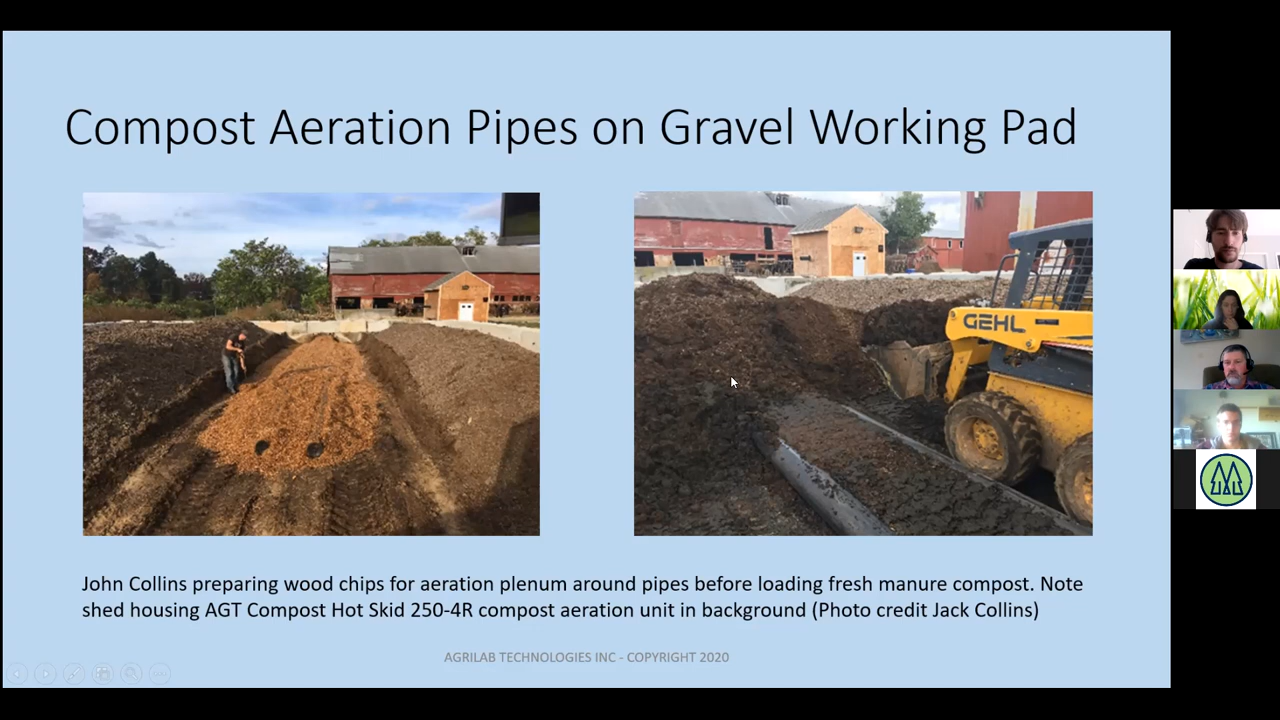 Compost Aeration Pipes on Gravel Working Pad
GEHL
John Collins preparing wood chips for aeration plenum around pipes before loading fresh manure compost. Note
shed housing AGT Compost Hot Skid 250-4R compost aeration unit in background (Photo credit Jack Collins)
AGRILAB TECHNOLOGIES INC - COPYRIGHT 2020